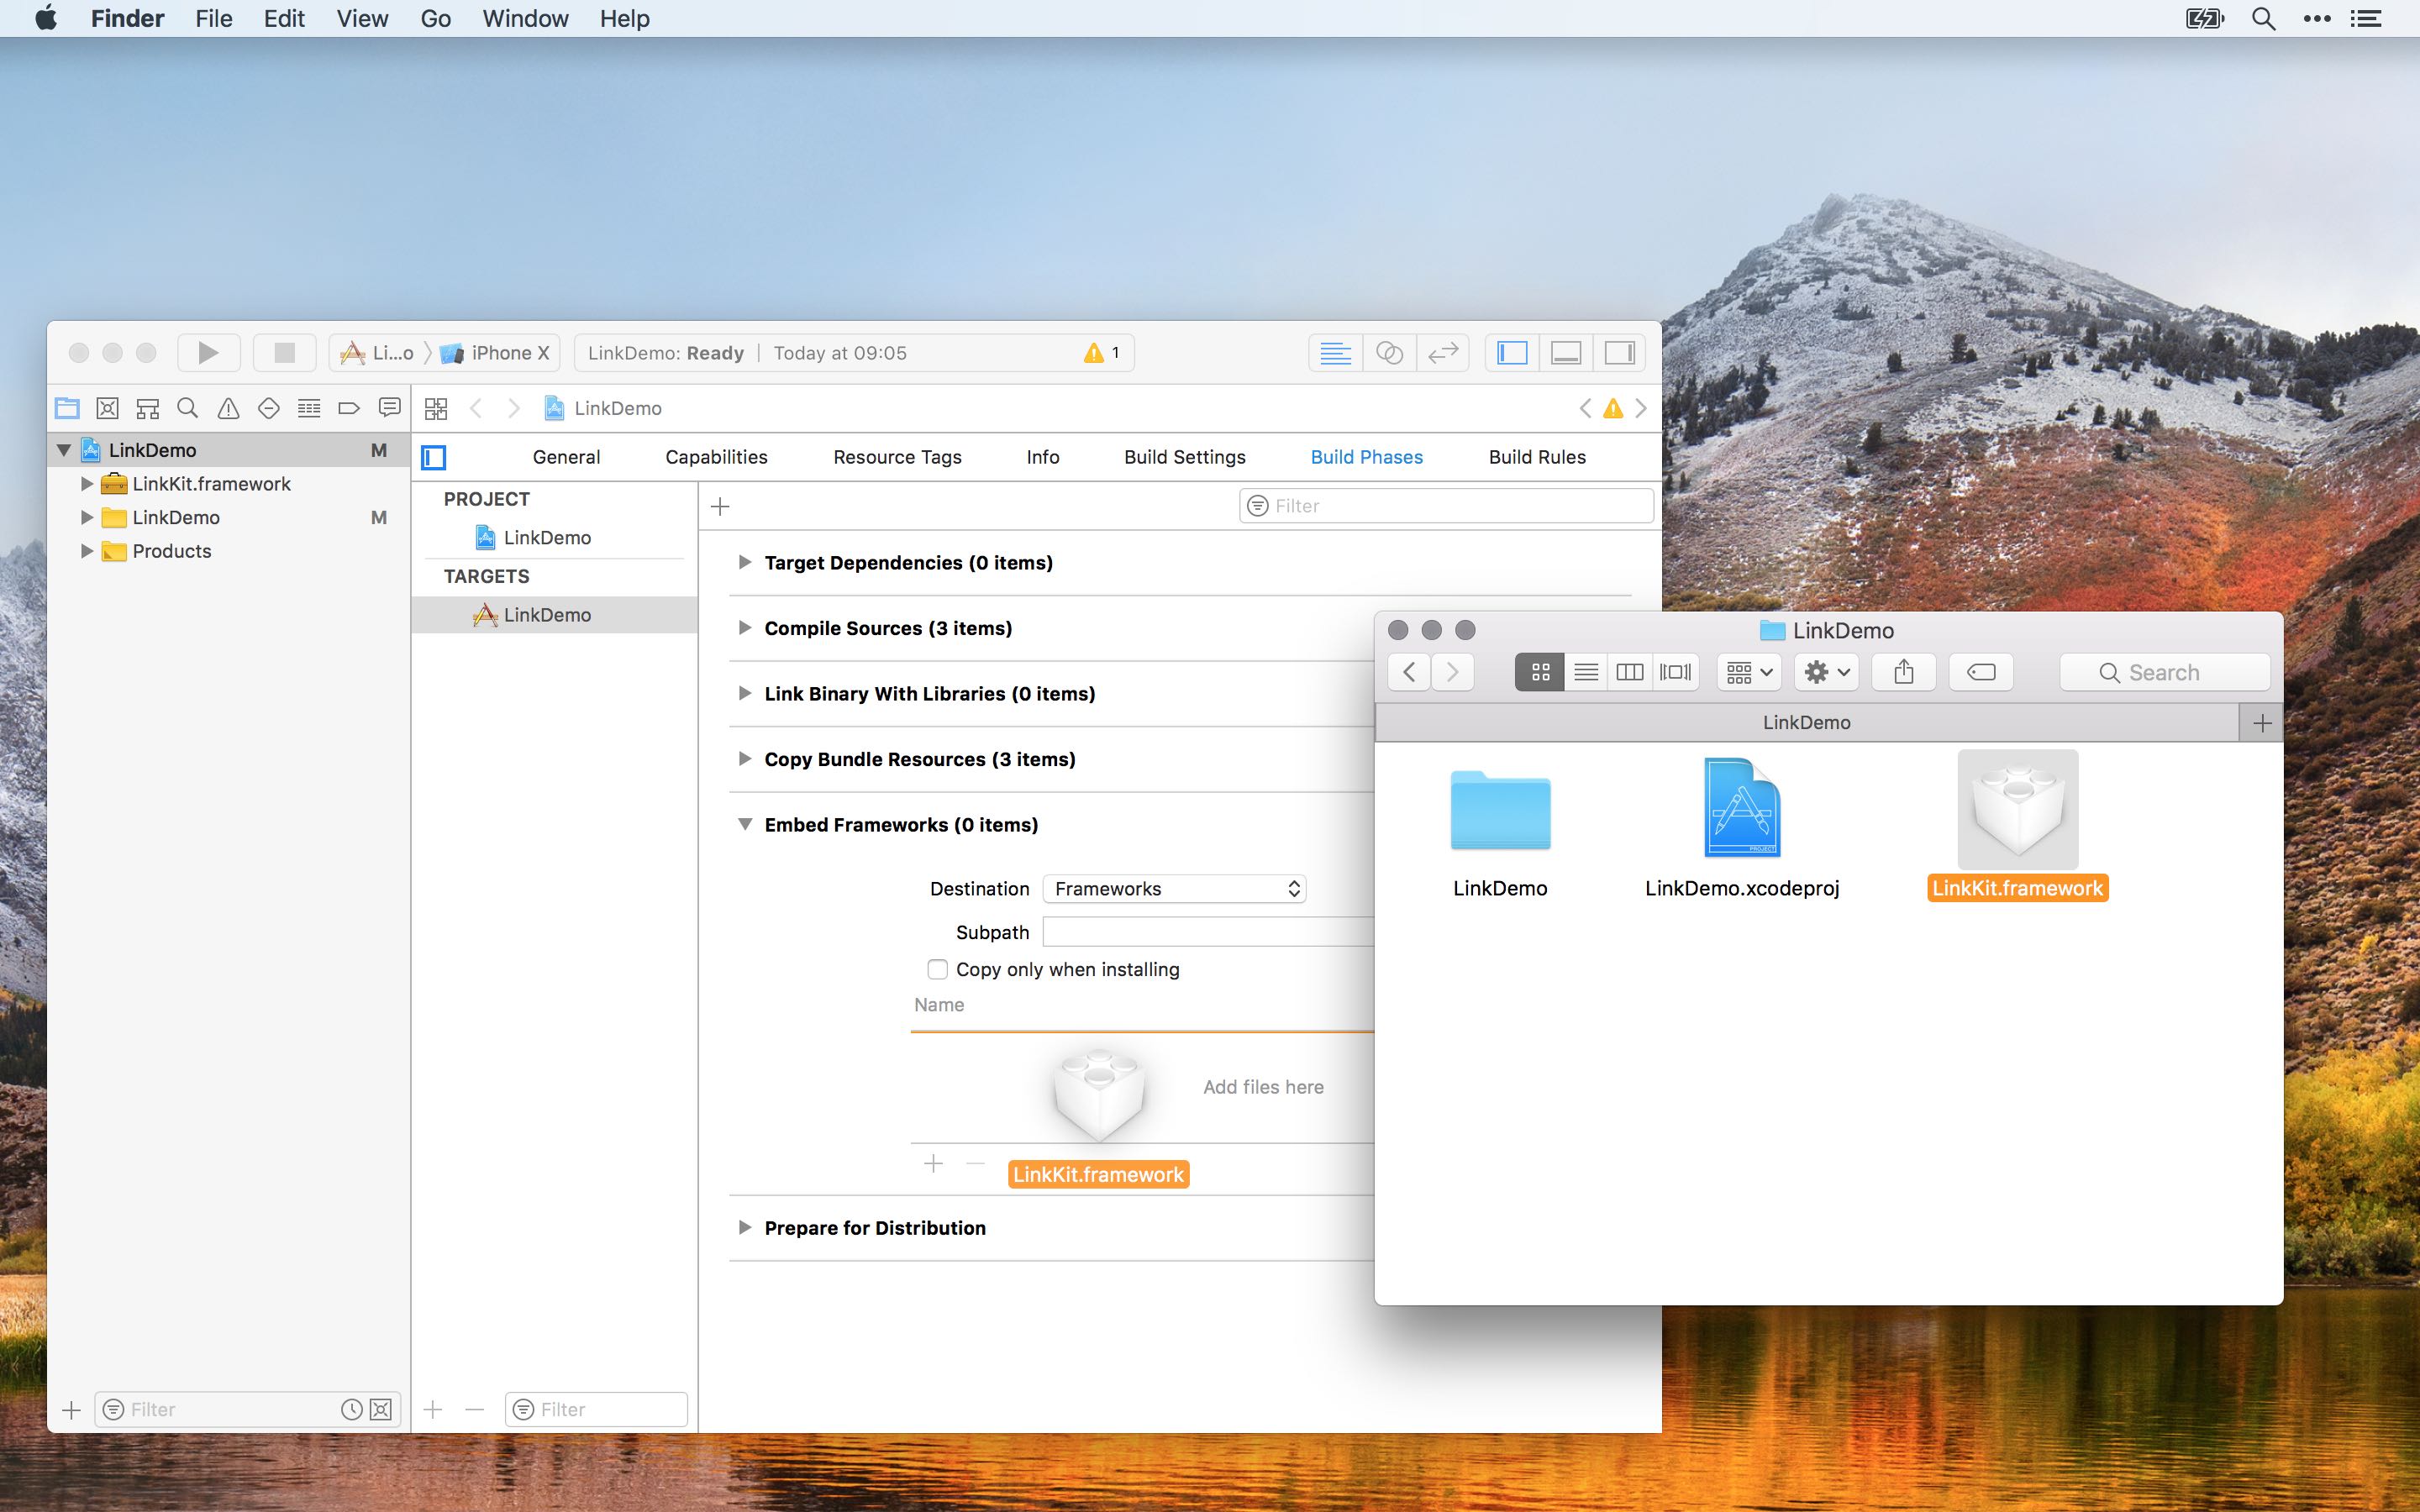 Finder File Edit View Go Window Help
Li...o iPhone X
LinkDemo: Ready | Today at 09:05
1
LinkDemo M
LinkKit.framework
LinkDemo M
Products
Filter
LinkDemo
General Capabilities Resource Tags Info Build Settings Build Phases Build Rules
PROJECT
LinkDemo
TARGETS
LinkDemo
Filter
Filter
Target Dependencies (0 items)
Compile Sources (3 items)
Link Binary With Libraries (0 items)
Copy Bundle Resources (3 items)
Embed Frameworks (0 items)
Destination Frameworks
Subpath
Copy only when installing
Name
Add files here
LinkKit.framework
Prepare for Distribution
LinkDemo
Search
LinkDemo
PROJECT
LinkDemo LinkDemo.xcodeproj LinkKit.framework